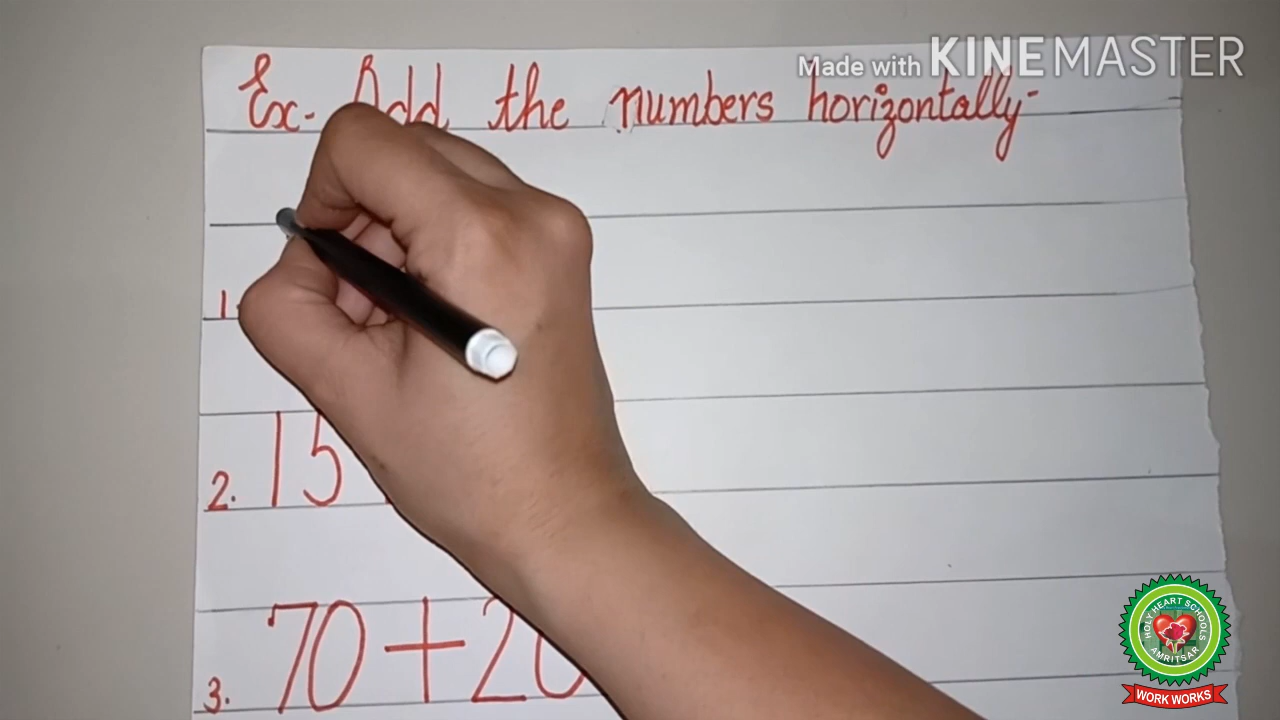 Made with KINEMASTER
Ex- Add the numbers horizontally-
1.
2. 15
3. 70+20
HOLY HEART SCHOOLS
AMRITSAR
WORK WORKS